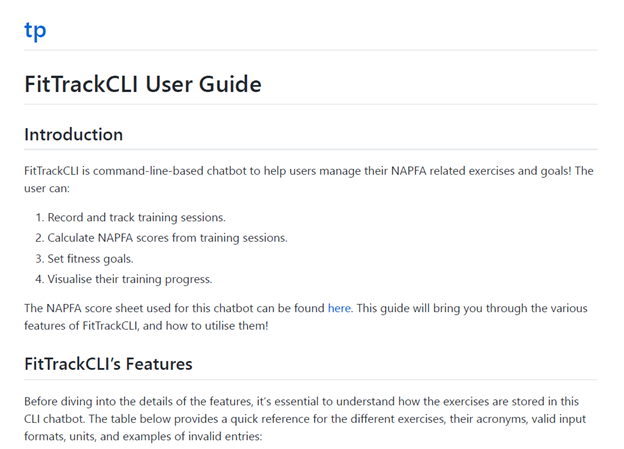 tp
FitTrackCLI User Guide
Introduction
FitTrackCLI is command-line-based chatbot to help users manage their NAPFA related exercises and goals! The
user can:
1. Record and track training sessions.
2. Calculate NAPFA scores from training sessions.
3. Set fitness goals.
4. Visualise their training progress.
The NAPFA score sheet used for this chatbot can be found here. This guide will bring you through the various
features of FitTrackCLI, and how to utilise them!
FitTrackCLI’s Features
Before diving into the details of the features, it’s essential to understand how the exercises are stored in this
CLI chatbot. The table below provides a quick reference for the different exercises, their acronyms, valid input
formats, units, and examples of invalid entries: